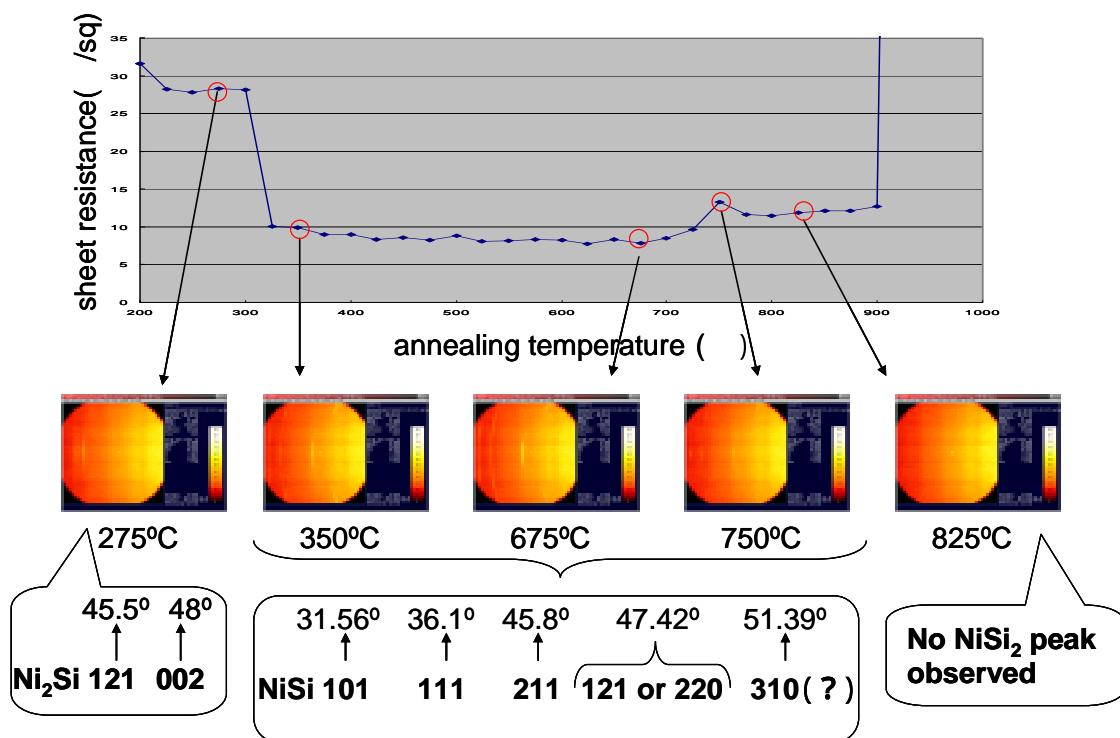 35
30
25
20
15
10
5
0
sheet resistance( /sq)
200 300 400 500 600 700 800 900 1000
annealing temperature ( )
275ºC 350ºC 675ºC 750ºC 825ºC
45.5º 48º
Ni₂Si 121 002
31.56º 36.1º 45.8º 47.42º 51.39º
NiSi 101 111 211 121 or 220 310(?)
No NiSi₂ peak
observed